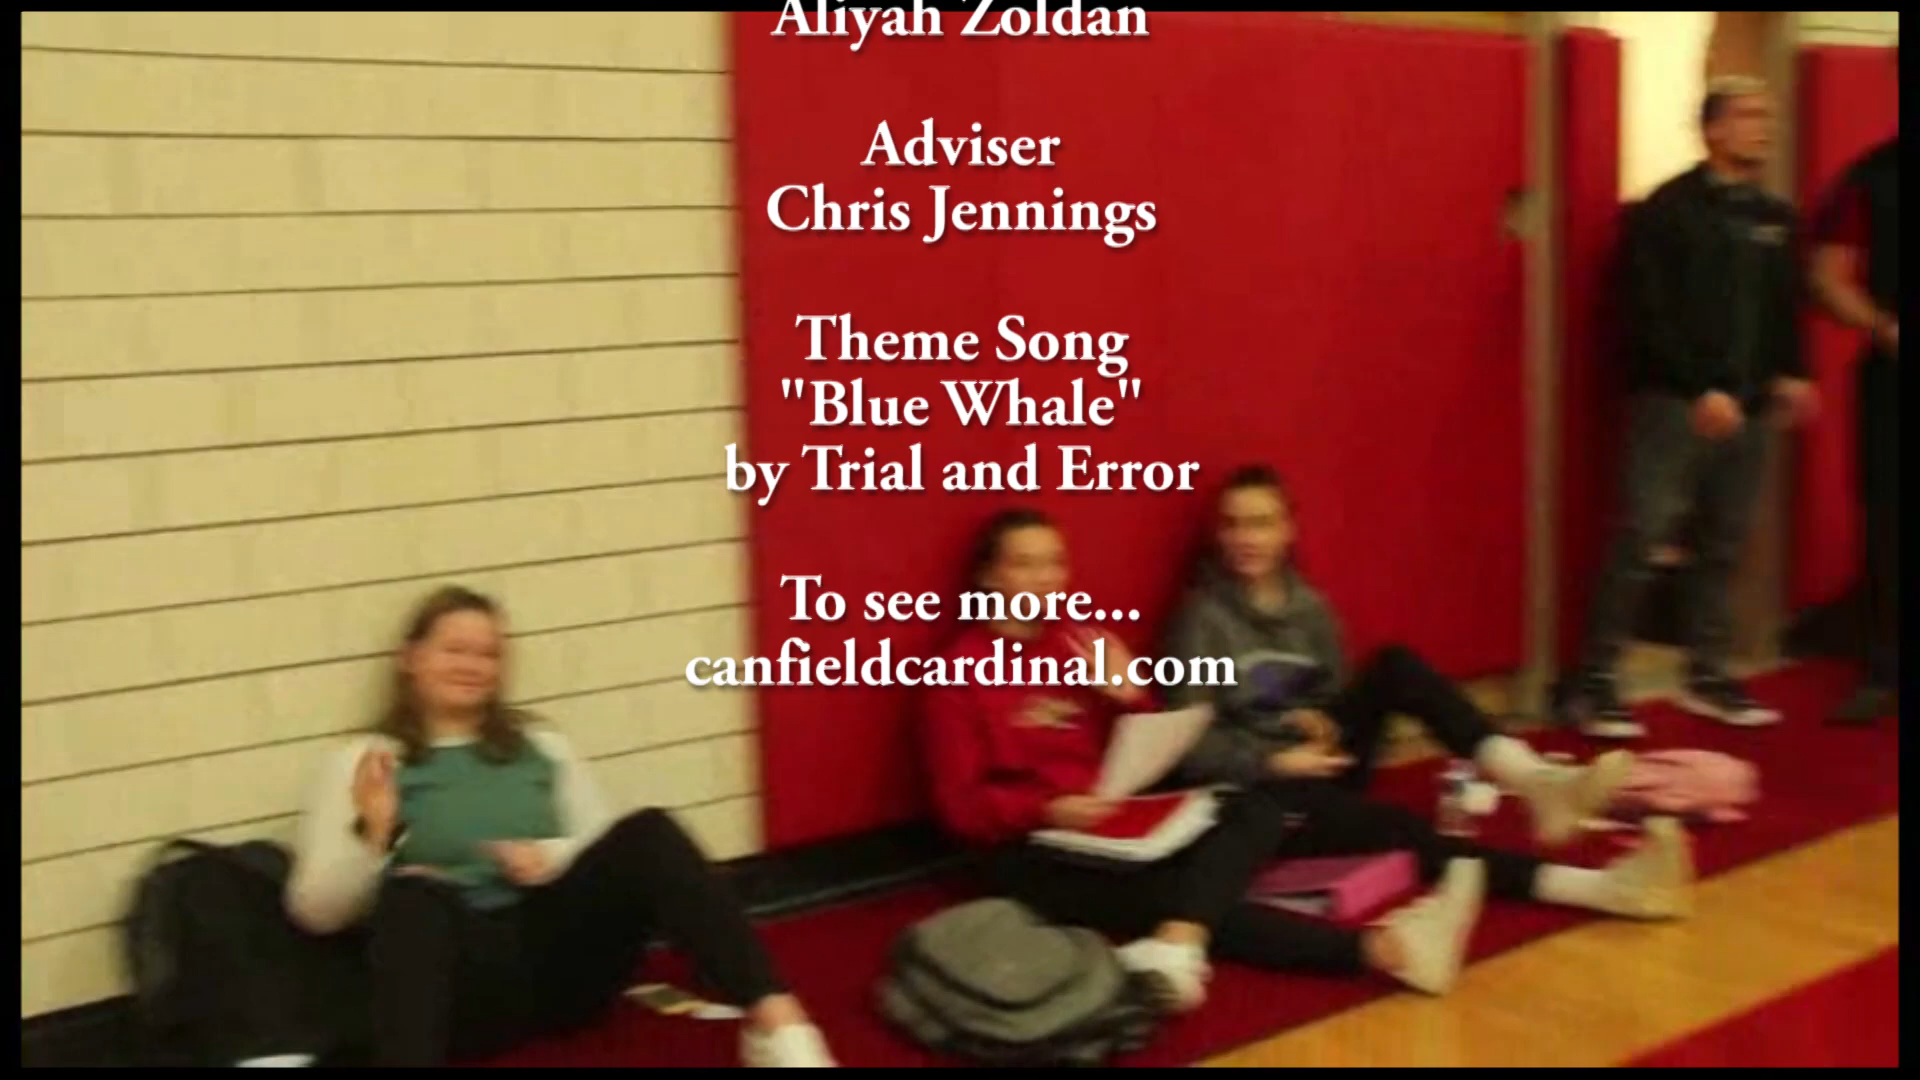 Aliyah Zoldan
Adviser
Chris Jennings
Theme Song
"Blue Whale"
by Trial and Error
To see more...
canfieldcardinal.com